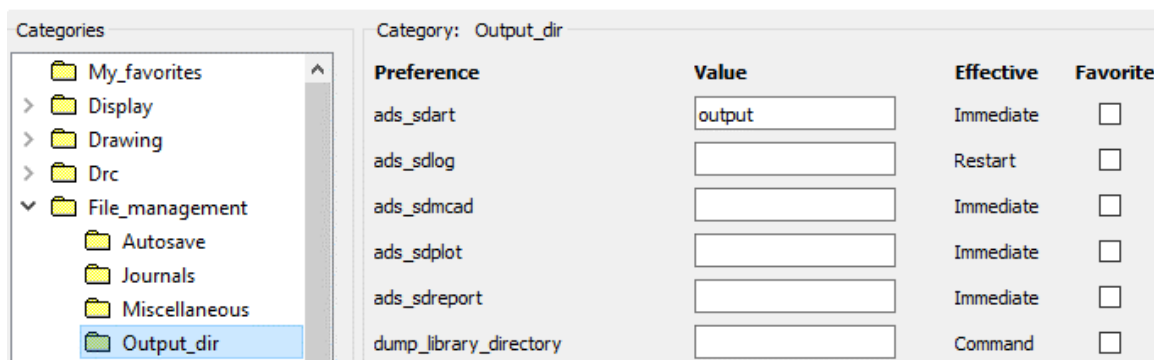 Categories
My_favorites
Display
Drawing
Drc
File_management
Autosave
Journals
Miscellaneous
Output_dir
Category: Output_dir
Preference Value Effective Favorite
ads_sdart output Immediate
ads_sdlog Restart
ads_sdmcad Immediate
ads_sdplot Immediate
ads_sdreport Immediate
dump_library_directory Command